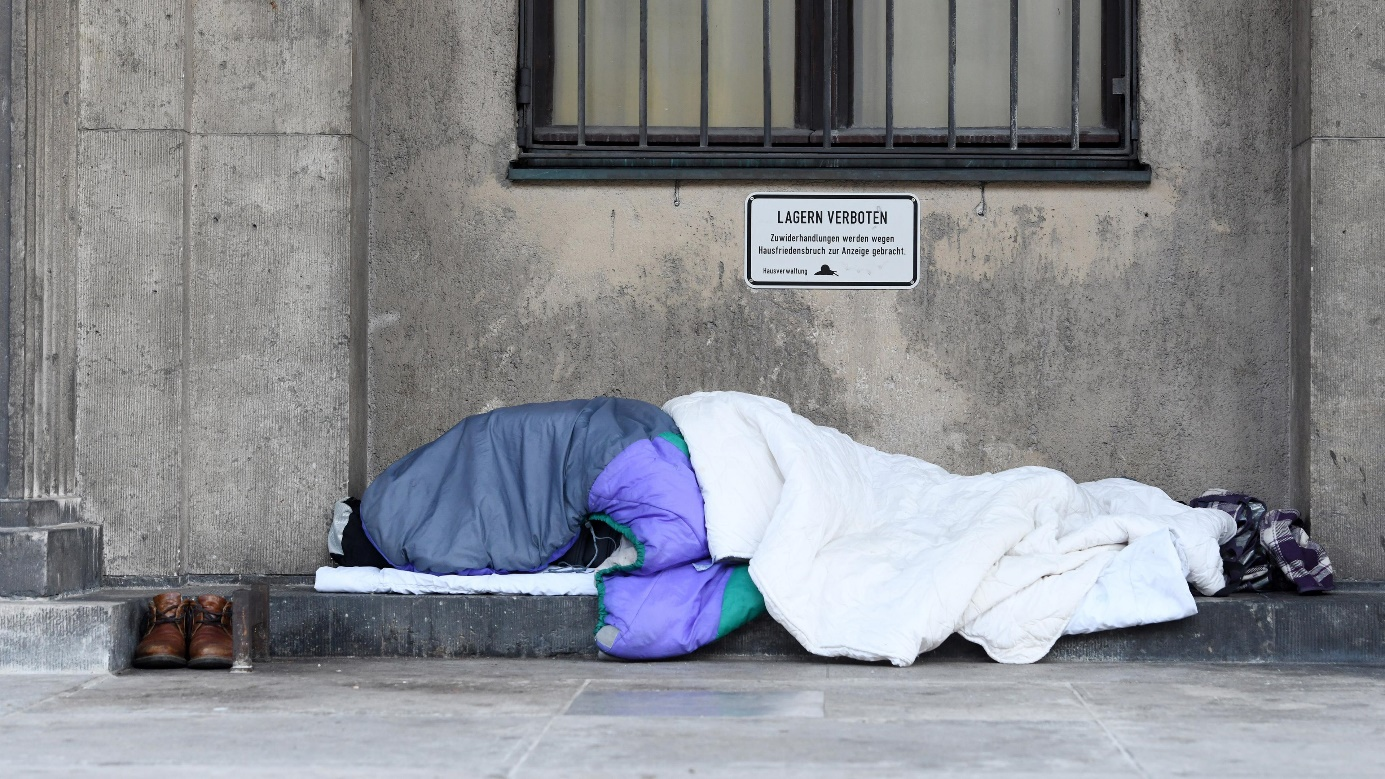 LAGERN VERBOTEN
Zuwiderhandlungen werden wegen
Hausfriedensbruch zur Anzeige gebracht.
Hausverwaltung